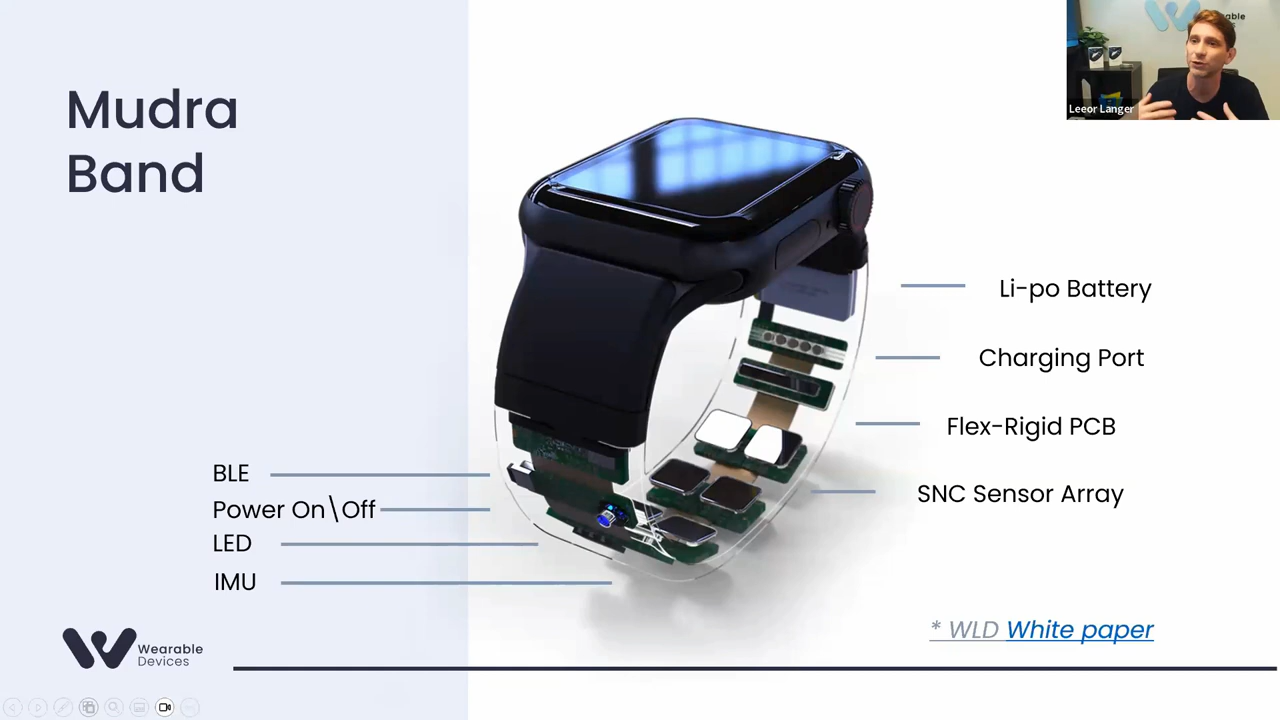 Mudra
Band
Leeor Langer
Li-po Battery
Charging Port
Flex-Rigid PCB
SNC Sensor Array
BLE
Power On\Off
LED
IMU
* WLD White paper
Wearable
Devices